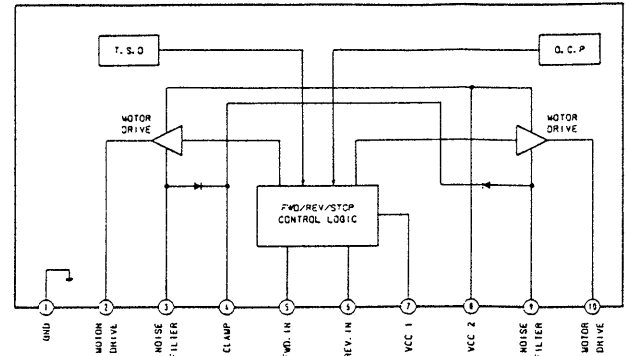 T.S.D
O.C.P
MOTOR
DRIVE
MOTOR
DRIVE
FWD/REV/STOP
CONTROL LOGIC
1
2
3
4
5
6
7
8
9
10
GND
MOTOR
DRIVE
NOISE
FILTER
CLAMP
FWD.IN
REV.IN
VCC 1
VCC 2
NOISE
FILTER
MOTOR
DRIVE